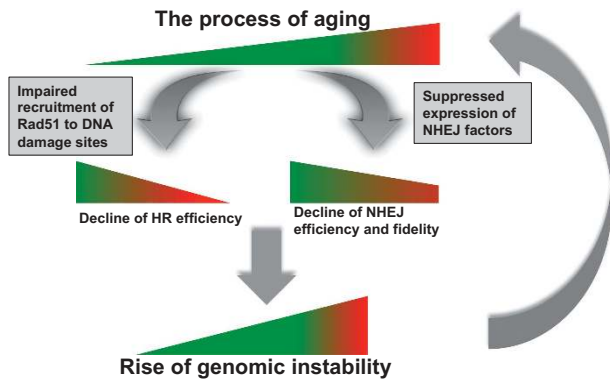 The process of aging
Impaired
recruitment of
Rad51 to DNA
damage sites
Suppressed
expression of
NHEJ factors
Decline of HR efficiency
Decline of NHEJ
efficiency and fidelity
Rise of genomic instability